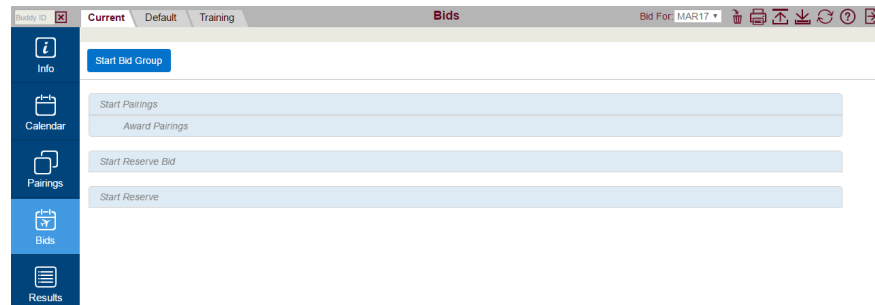 Buddy ID Current Default Training Bids Bid For: MAR17
Info
Start Bid Group
Calendar
Start Pairings
Award Pairings
Pairings
Start Reserve Bid
Start Reserve
Bids
Results